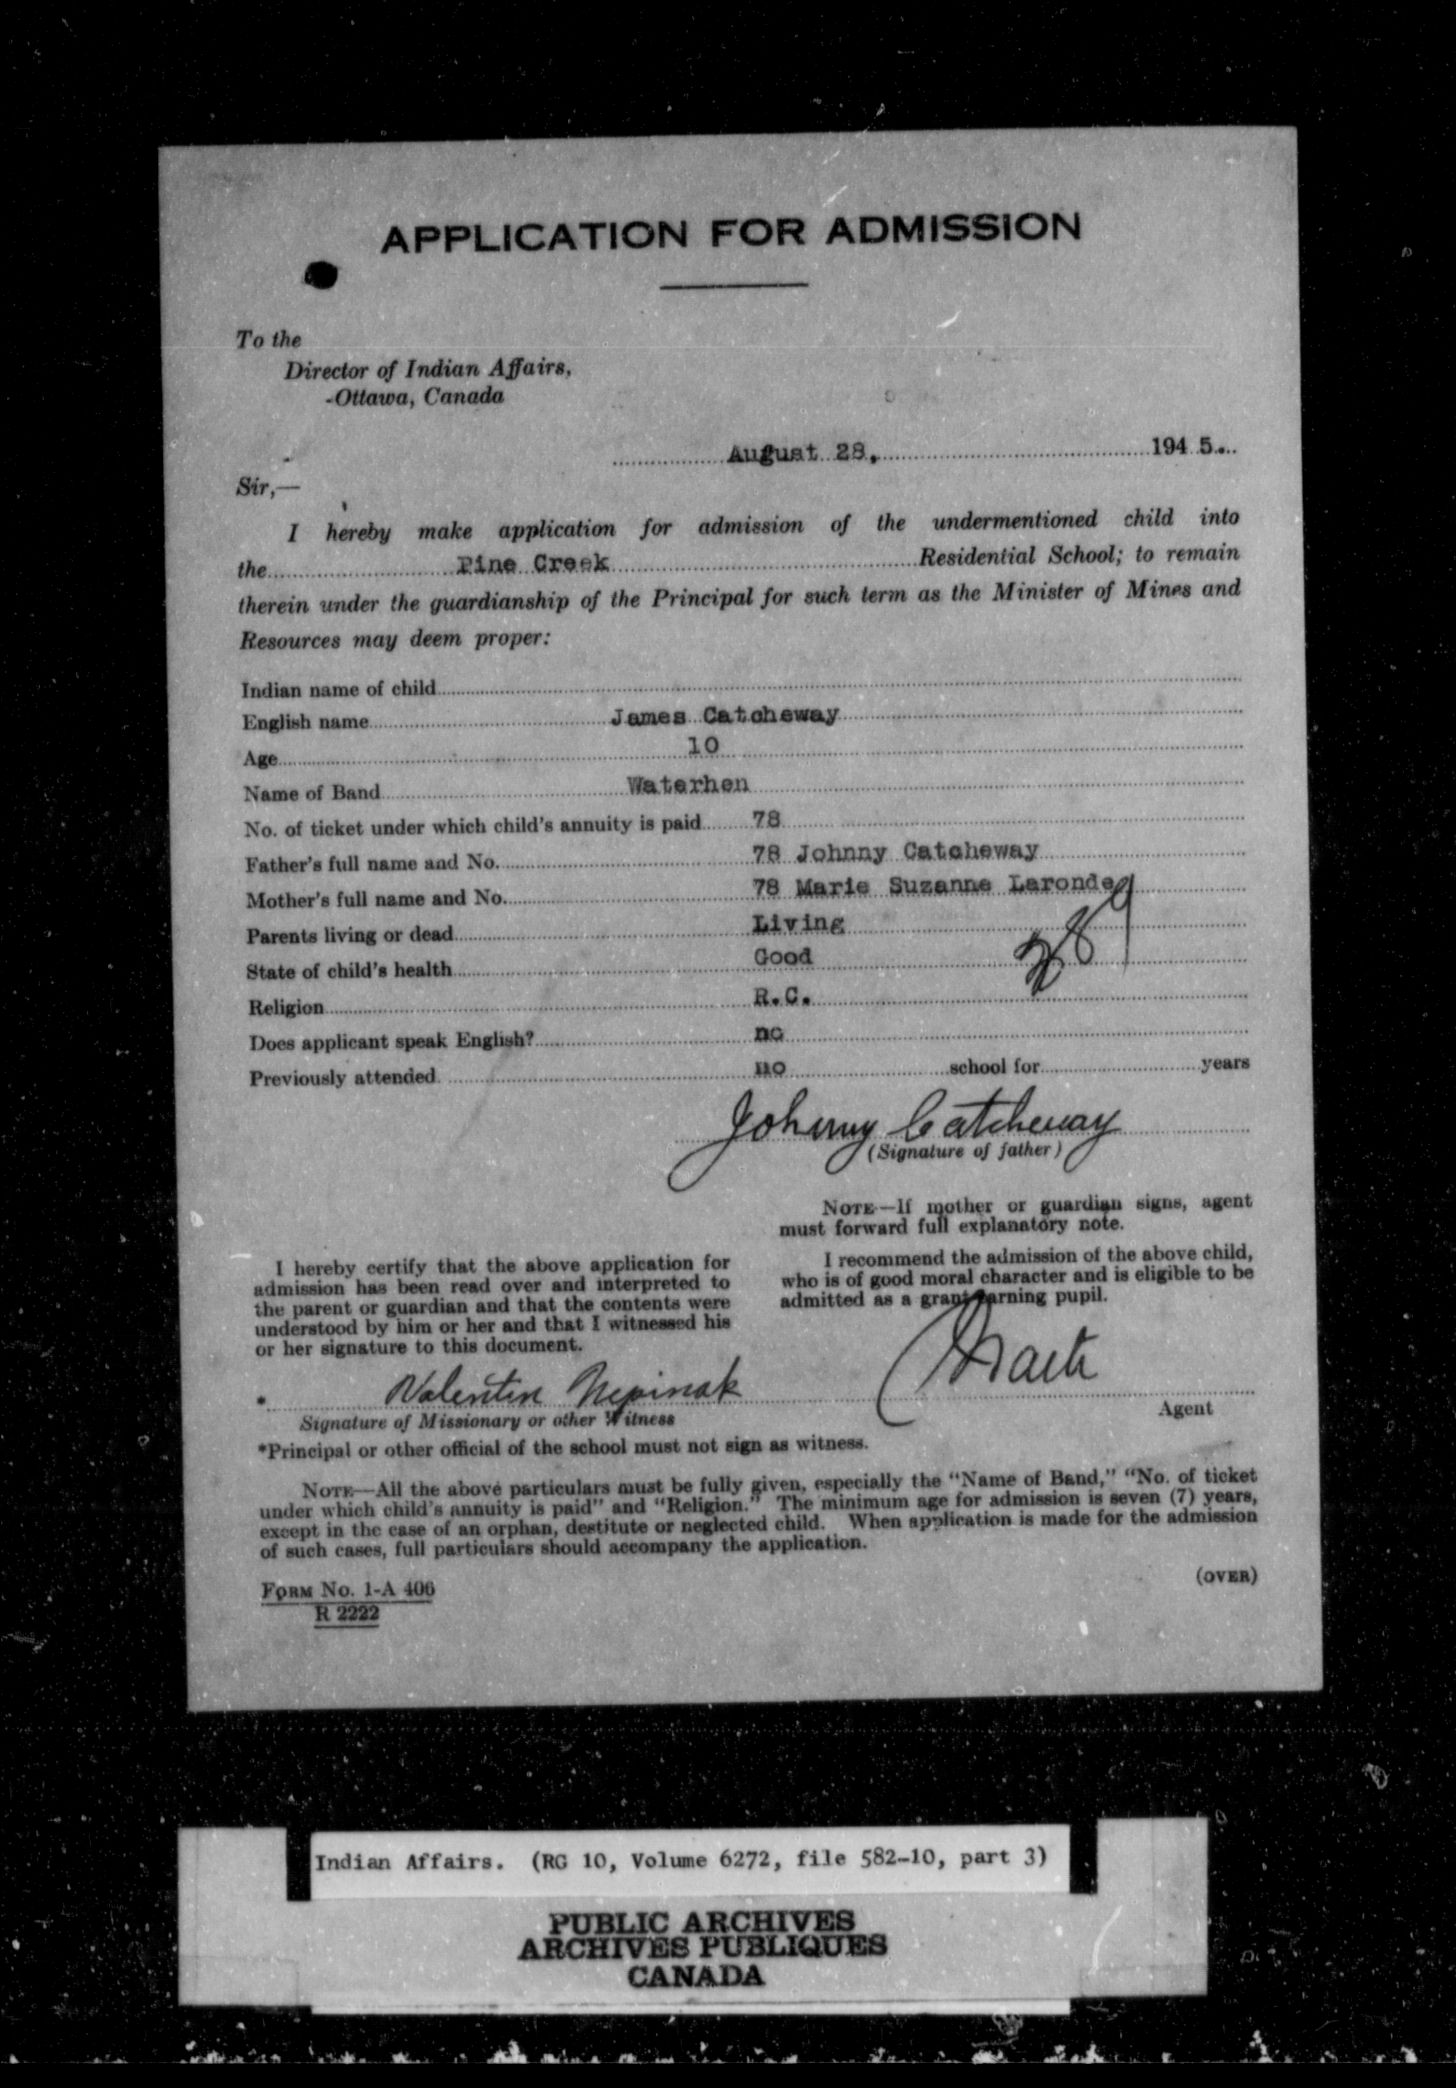 APPLICATION FOR ADMISSION
To the
Director of Indian Affairs,
Ottawa, Canada
August 28, 1945.
Sir,—
I hereby make application for admission of the undermentioned child into
the Pine Creek Residential School; to remain
therein under the guardianship of the Principal for such term as the Minister of Mines and
Resources may deem proper:
Indian name of child
English name James Catcheway
Age 10
Name of Band Waterhen
No. of ticket under which child's annuity is paid 78
Father's full name and No. 78 Johnny Catcheway
Mother's full name and No. 78 Marie Suzanne Laronde
Parents living or dead Living
State of child's health Good
Religion R.C.
Does applicant speak English? no
Previously attended no school for years
Johnny Catcheway
(Signature of father)
NOTE—If mother or guardian signs, agent
must forward full explanatory note.
I hereby certify that the above application for
admission has been read over and interpreted to
the parent or guardian and that the contents were
understood by him or her and that I witnessed his
or her signature to this document.
I recommend the admission of the above child,
who is of good moral character and is eligible to be
admitted as a grant-earning pupil.
* Valentin Nepinak
Signature of Missionary or other Witness
Agent
*Principal or other official of the school must not sign as witness.
NOTE—All the above particulars must be fully given, especially the "Name of Band," "No. of ticket
under which child's annuity is paid" and "Religion." The minimum age for admission is seven (7) years,
except in the case of an orphan, destitute or neglected child. When application is made for the admission
of such cases, full particulars should accompany the application.
(OVER)
FORM No. 1-A 406
R 2222
Indian Affairs. (RG 10, Volume 6272, file 582-10, part 3)
PUBLIC ARCHIVES
ARCHIVES PUBLIQUES
CANADA